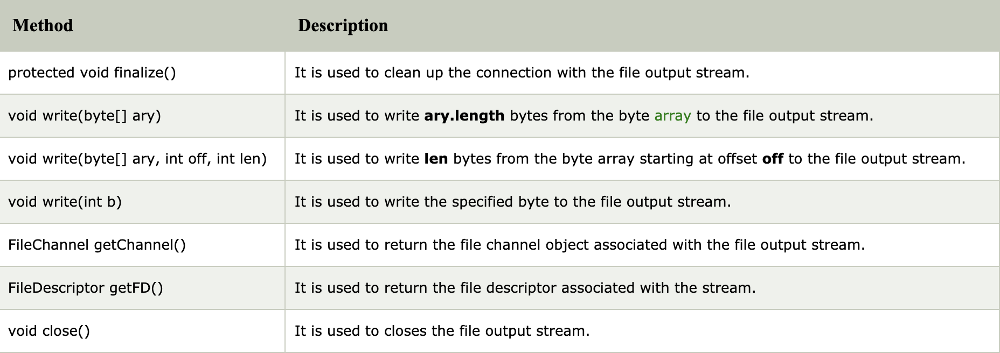 Method Description
protected void finalize() It is used to clean up the connection with the file output stream.
void write(byte[] ary) It is used to write ary.length bytes from the byte array to the file output stream.
void write(byte[] ary, int off, int len) It is used to write len bytes from the byte array starting at offset off to the file output stream.
void write(int b) It is used to write the specified byte to the file output stream.
FileChannel getChannel() It is used to return the file channel object associated with the file output stream.
FileDescriptor getFD() It is used to return the file descriptor associated with the stream.
void close() It is used to closes the file output stream.